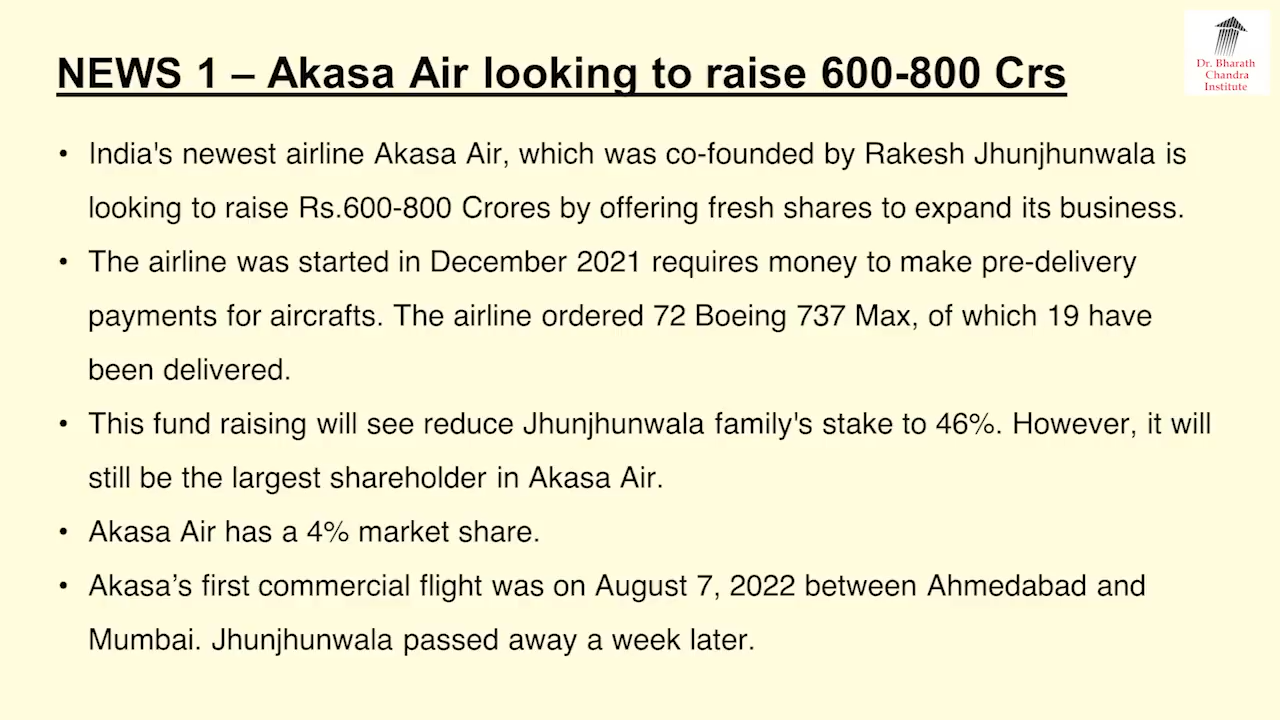 NEWS 1 – Akasa Air looking to raise 600-800 Crs
Dr. Bharath
Chandra
Institute
• India's newest airline Akasa Air, which was co-founded by Rakesh Jhunjhunwala is
looking to raise Rs.600-800 Crores by offering fresh shares to expand its business.
• The airline was started in December 2021 requires money to make pre-delivery
payments for aircrafts. The airline ordered 72 Boeing 737 Max, of which 19 have
been delivered.
• This fund raising will see reduce Jhunjhunwala family's stake to 46%. However, it will
still be the largest shareholder in Akasa Air.
• Akasa Air has a 4% market share.
• Akasa’s first commercial flight was on August 7, 2022 between Ahmedabad and
Mumbai. Jhunjhunwala passed away a week later.